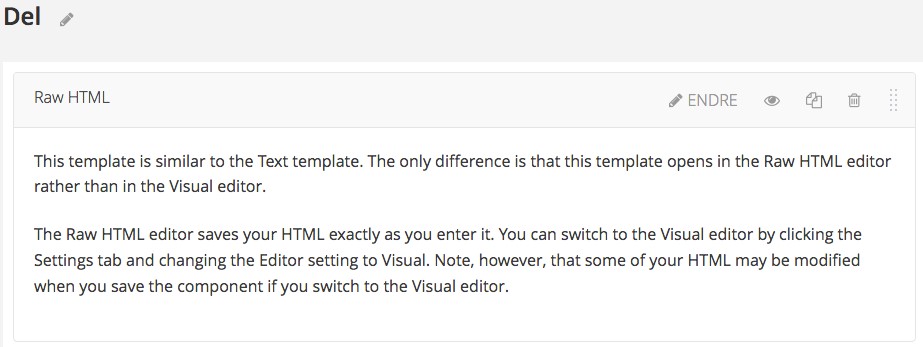 Del
Raw HTML
ENDRE
This template is similar to the Text template. The only difference is that this template opens in the Raw HTML editor
rather than in the Visual editor.
The Raw HTML editor saves your HTML exactly as you enter it. You can switch to the Visual editor by clicking the
Settings tab and changing the Editor setting to Visual. Note, however, that some of your HTML may be modified
when you save the component if you switch to the Visual editor.